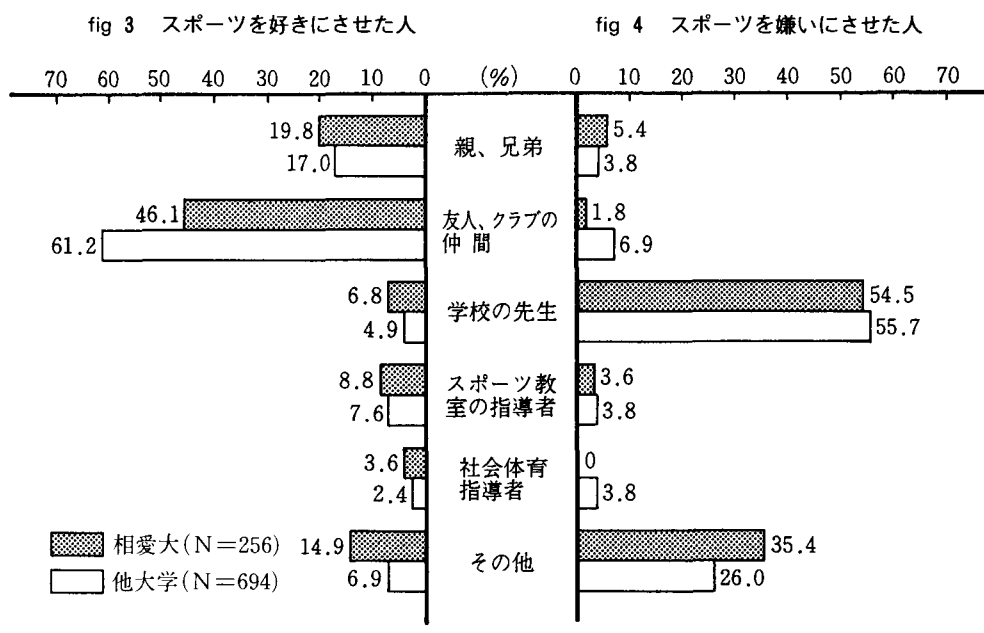 fig 3 スポーツを好きにさせた人
fig 4 スポーツを嫌いにさせた人
70 60 50 40 30 20 10 0 (%) 0 10 20 30 40 50 60 70
19.8
17.0
親、兄弟
5.4
3.8
46.1
61.2
友人、クラブの
仲間
1.8
6.9
6.8
4.9
学校の先生
54.5
55.7
8.8
7.6
スポーツ教
室の指導者
3.6
3.8
3.6
2.4
社会体育
指導者
0
3.8
14.9
6.9
その他
35.4
26.0
相愛大(N=256)
他大学(N=694)